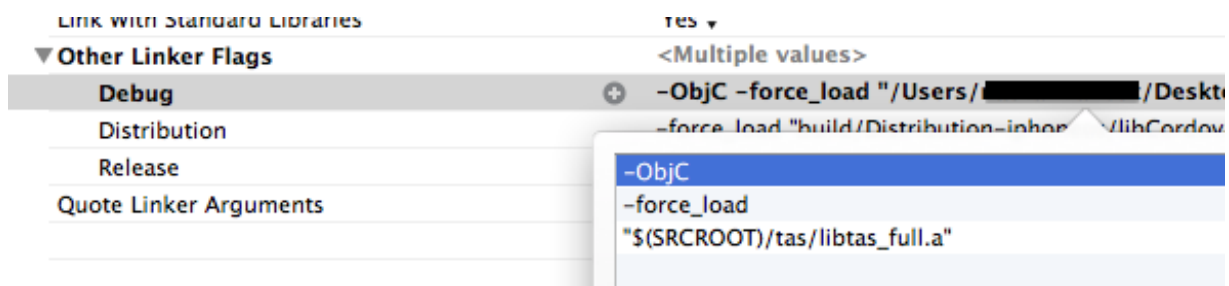 Link With Standard Libraries Yes
Other Linker Flags <Multiple values>
Debug -ObjC -force_load "/Users/ /Deskt
Distribution -force_load "build/Distribution-iphon /libCordov
Release
-ObjC
Quote Linker Arguments
-force_load
"$(SRCROOT)/tas/libtas_full.a"